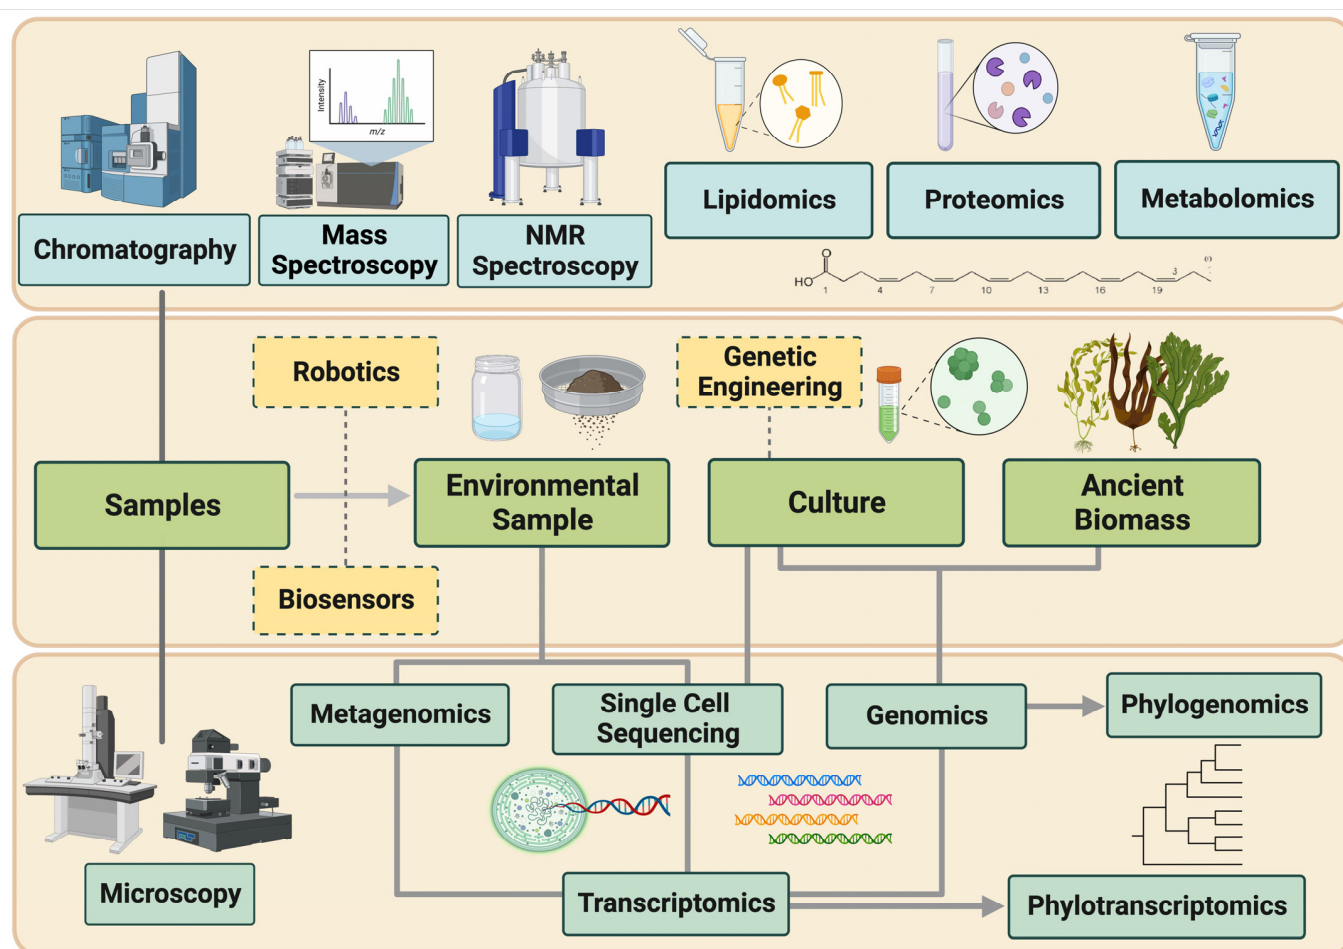 Intensity
m/z
Chromatography
Mass
Spectroscopy
NMR
Spectroscopy
Lipidomics
Proteomics
Metabolomics
O
HO
1
4
7
10
13
16
19
3
ω
Robotics
Genetic
Engineering
Samples
Environmental
Sample
Culture
Ancient
Biomass
Biosensors
Metagenomics
Single Cell
Sequencing
Genomics
Phylogenomics
Microscopy
Transcriptomics
Phylotranscriptomics